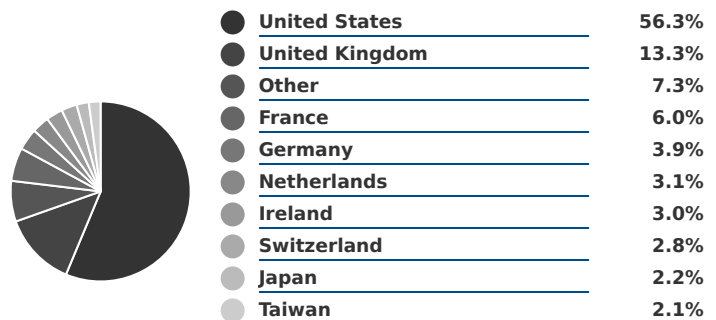 United States 56.3%
United Kingdom 13.3%
Other 7.3%
France 6.0%
Germany 3.9%
Netherlands 3.1%
Ireland 3.0%
Switzerland 2.8%
Japan 2.2%
Taiwan 2.1%